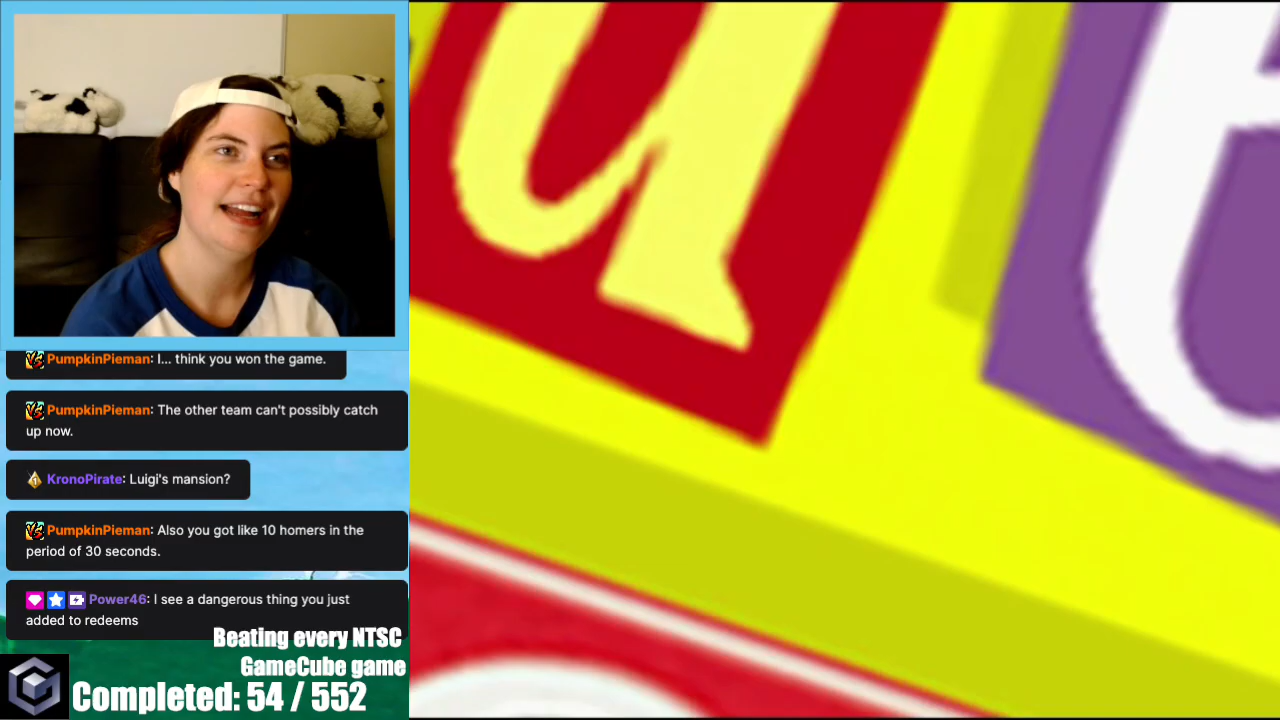 PumpkinPieman: I... think you won the game.
PumpkinPieman: The other team can't possibly catch
up now.
KronoPirate: Luigi's mansion?
PumpkinPieman: Also you got like 10 homers in the
period of 30 seconds.
Power46: I see a dangerous thing you just
added to redeems
Beating every NTSC
GameCube game
Completed: 54 / 552
u